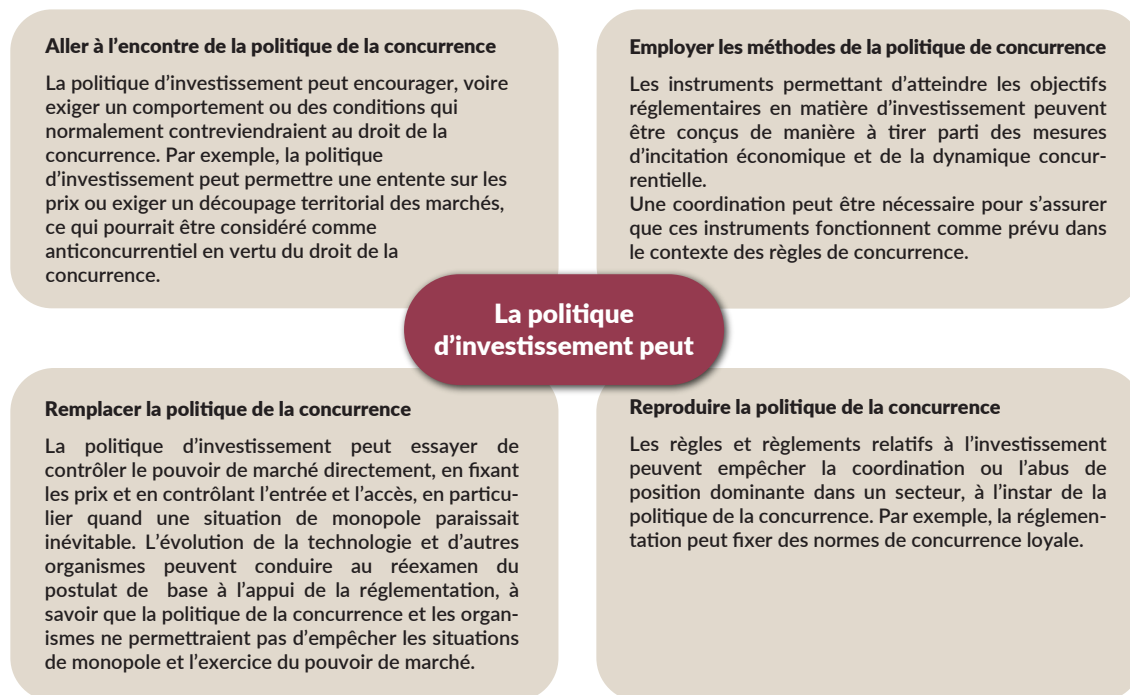 Aller à l’encontre de la politique de la concurrence
La politique d’investissement peut encourager, voire
exiger un comportement ou des conditions qui
normalement contreviendraient au droit de la
concurrence. Par exemple, la politique
d’investissement peut permettre une entente sur les
prix ou exiger un découpage territorial des marchés,
ce qui pourrait être considéré comme
anticoncurrentiel en vertu du droit de la
concurrence.
Employer les méthodes de la politique de concurrence
Les instruments permettant d’atteindre les objectifs
réglementaires en matière d’investissement peuvent
être conçus de manière à tirer parti des mesures
d’incitation économique et de la dynamique concur-
rentielle.
Une coordination peut être nécessaire pour s’assurer
que ces instruments fonctionnent comme prévu dans
le contexte des règles de concurrence.
La politique
d’investissement peut
Remplacer la politique de la concurrence
La politique d’investissement peut essayer de
contrôler le pouvoir de marché directement, en fixant
les prix et en contrôlant l’entrée et l’accès, en particu-
lier quand une situation de monopole paraissait
inévitable. L’évolution de la technologie et d’autres
organismes peuvent conduire au réexamen du
postulat de base à l’appui de la réglementation, à
savoir que la politique de la concurrence et les organ-
ismes ne permettraient pas d’empêcher les situations
de monopole et l’exercice du pouvoir de marché.
Reproduire la politique de la concurrence
Les règles et règlements relatifs à l’investissement
peuvent empêcher la coordination ou l’abus de
position dominante dans un secteur, à l’instar de la
politique de la concurrence. Par exemple, la réglemen-
tation peut fixer des normes de concurrence loyale.